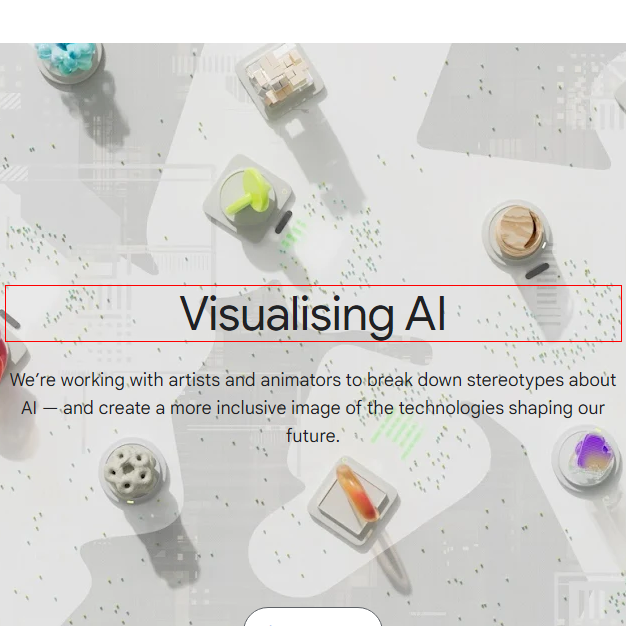 Visualising AI
We’re working with artists and animators to break down stereotypes about
AI — and create a more inclusive image of the technologies shaping our
future.